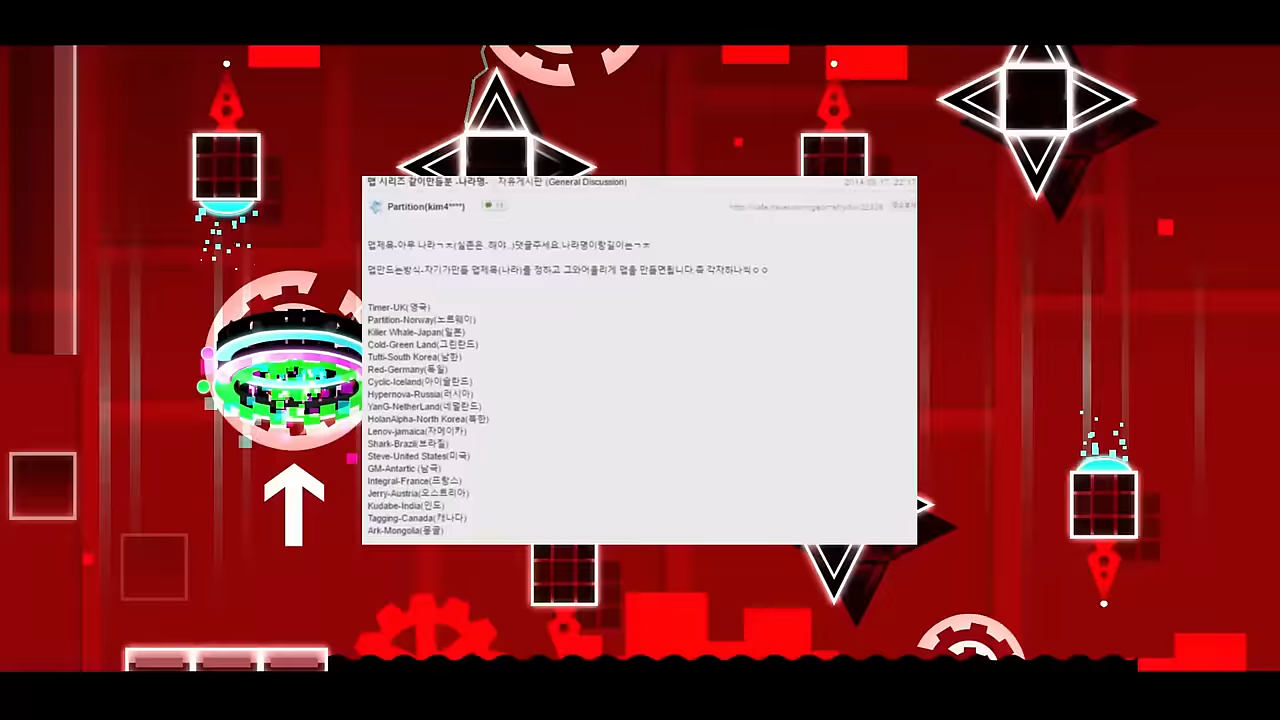 맵 시리즈 같이만들분 -나라명- 자유게시판 (General Discussion)
Partition(kim4****)
맵제목-아무 나라ㄱㅊ(실존은 해야..)댓글주세요.나라명이랑길이는ㄱㅊ
맵만드는방식-자기가만들 맵제목(나라)를 정하고 그와어울리게 맵을 만들면됩니다.즉 각자하나씩ㅇㅇ
Timer-UK(영국)
Partition-Norway(노르웨이)
Killer Whale-Japan(일본)
Cold-Green Land(그린란드)
Tutti-South Korea(남한)
Red-Germany(독일)
Cyclic-Iceland(아이슬란드)
Hypernova-Russia(러시아)
YanG-NetherLand(네덜란드)
HolanAlpha-North Korea(북한)
Lenov-jamaica(자메이카)
Shark-Brazil(브라질)
Steve-United States(미국)
GM-Antartic (남극)
Integral-France(프랑스)
Jerry-Austria(오스트리아)
Kudabe-India(인도)
Tagging-Canada(캐나다)
Ark-Mongolia(몽골)